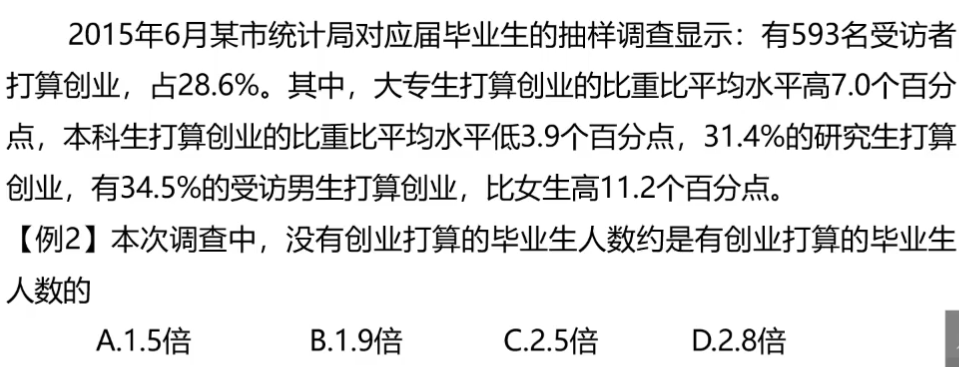 2015年6月某市统计局对应届毕业生的抽样调查显示：有593名受访者
打算创业，占28.6%。其中，大专生打算创业的比重比平均水平高7.0个百分
点，本科生打算创业的比重比平均水平低3.9个百分点，31.4%的研究生打算
创业，有34.5%的受访男生打算创业，比女生高11.2个百分点。
【例2】本次调查中，没有创业打算的毕业生人数约是有创业打算的毕业生
人数的
A.1.5倍 B.1.9倍 C.2.5倍 D.2.8倍